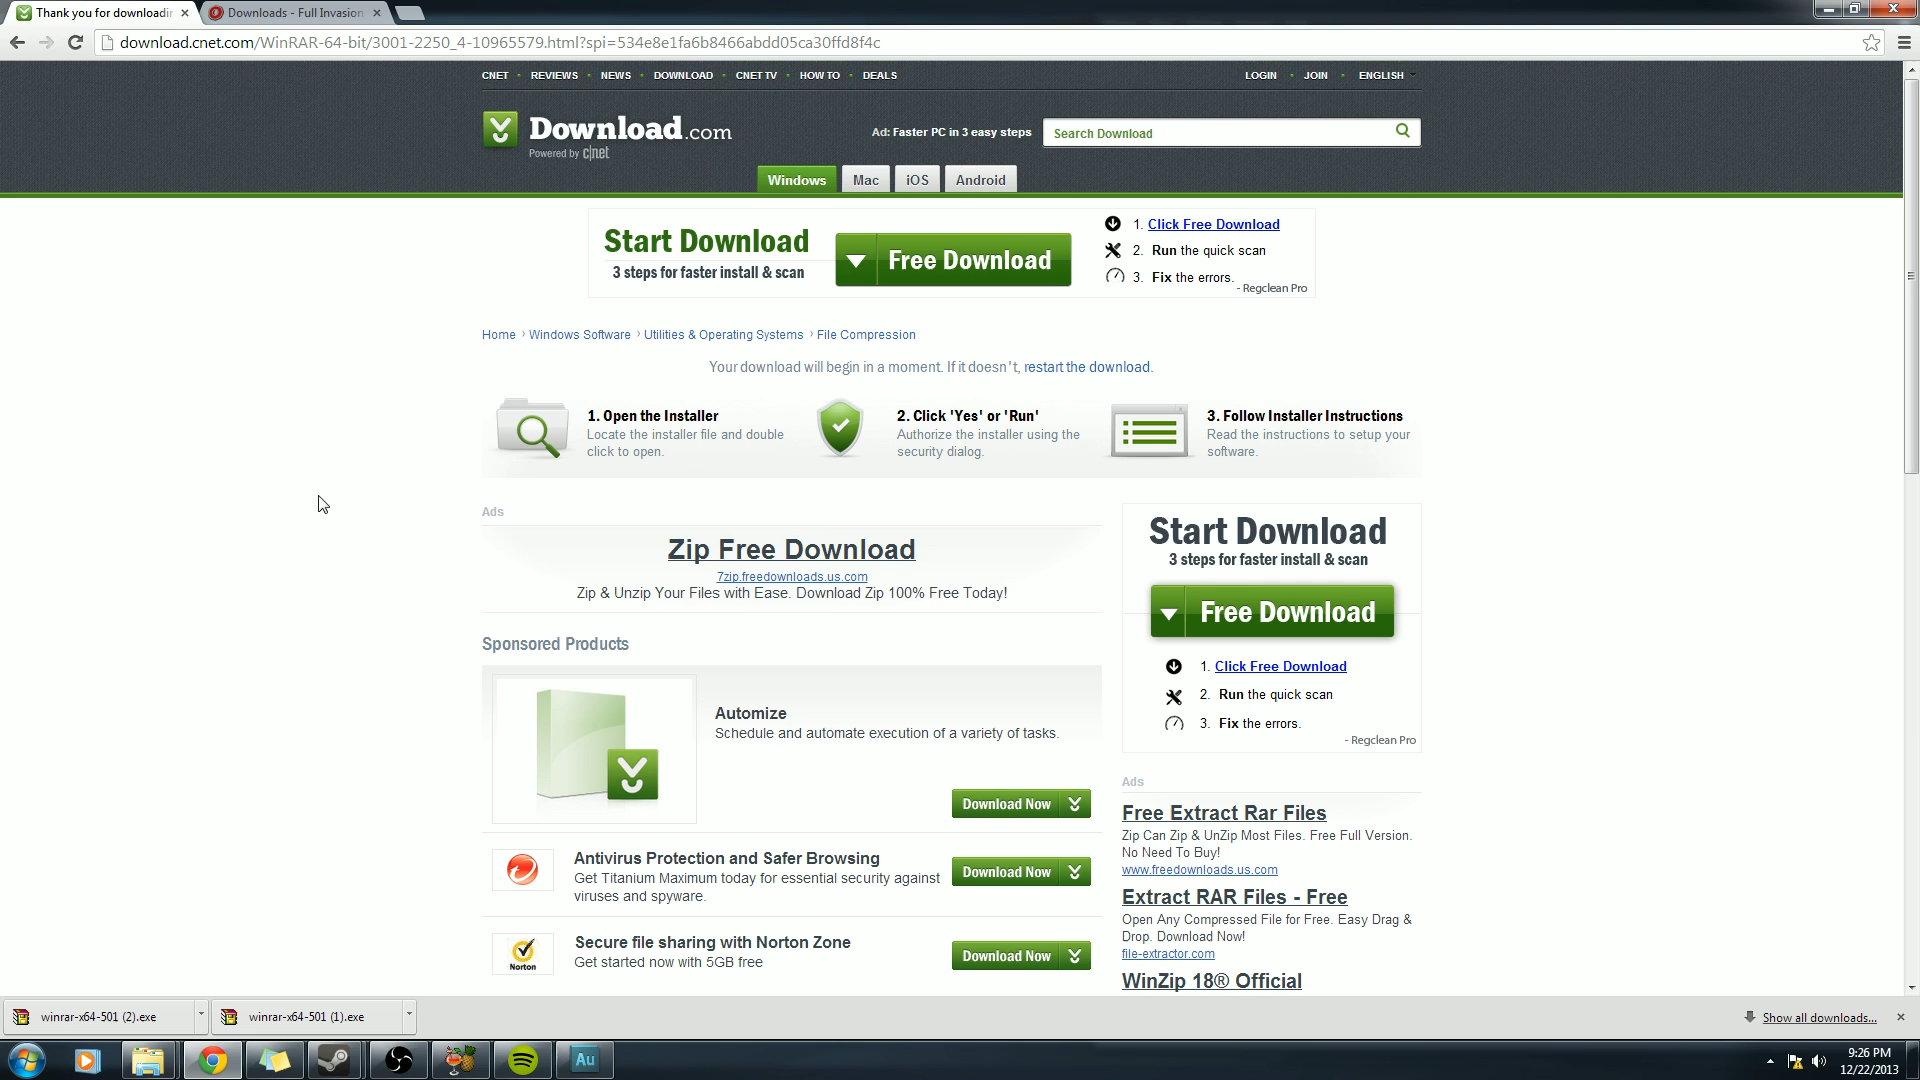 Thank you for downloadin
Downloads - Full Invasion
download.cnet.com/WinRAR-64-bit/3001-2250_4-10965579.html?spi=534e8e1fa6b8466abdd05ca30ffd8f4c
CNET REVIEWS NEWS DOWNLOAD CNET TV HOW TO DEALS
LOGIN JOIN ENGLISH
Download.com
Powered by c|net
Ad: Faster PC in 3 easy steps
Search Download
Windows Mac iOS Android
Start Download
3 steps for faster install & scan
Free Download
1. Click Free Download
2. Run the quick scan
3. Fix the errors.
- Regclean Pro
Home › Windows Software › Utilities & Operating Systems › File Compression
Your download will begin in a moment. If it doesn't, restart the download.
1. Open the Installer
Locate the installer file and double
click to open.
2. Click 'Yes' or 'Run'
Authorize the installer using the
security dialog.
3. Follow Installer Instructions
Read the instructions to setup your
software.
Ads
Zip Free Download
7zip.freedownloads.us.com
Zip & Unzip Your Files with Ease. Download Zip 100% Free Today!
Sponsored Products
Automize
Schedule and automate execution of a variety of tasks.
Download Now
Antivirus Protection and Safer Browsing
Get Titanium Maximum today for essential security against
viruses and spyware.
Download Now
Norton
Secure file sharing with Norton Zone
Get started now with 5GB free
Download Now
Start Download
3 steps for faster install & scan
Free Download
1. Click Free Download
2. Run the quick scan
3. Fix the errors.
- Regclean Pro
Ads
Free Extract Rar Files
Zip Can Zip & UnZip Most Files. Free Full Version.
No Need To Buy!
www.freedownloads.us.com
Extract RAR Files - Free
Open Any Compressed File for Free. Easy Drag &
Drop. Download Now!
file-extractor.com
WinZip 18® Official
winrar-x64-501 (2).exe
winrar-x64-501 (1).exe
Show all downloads...
Au
9:26 PM
12/22/2013